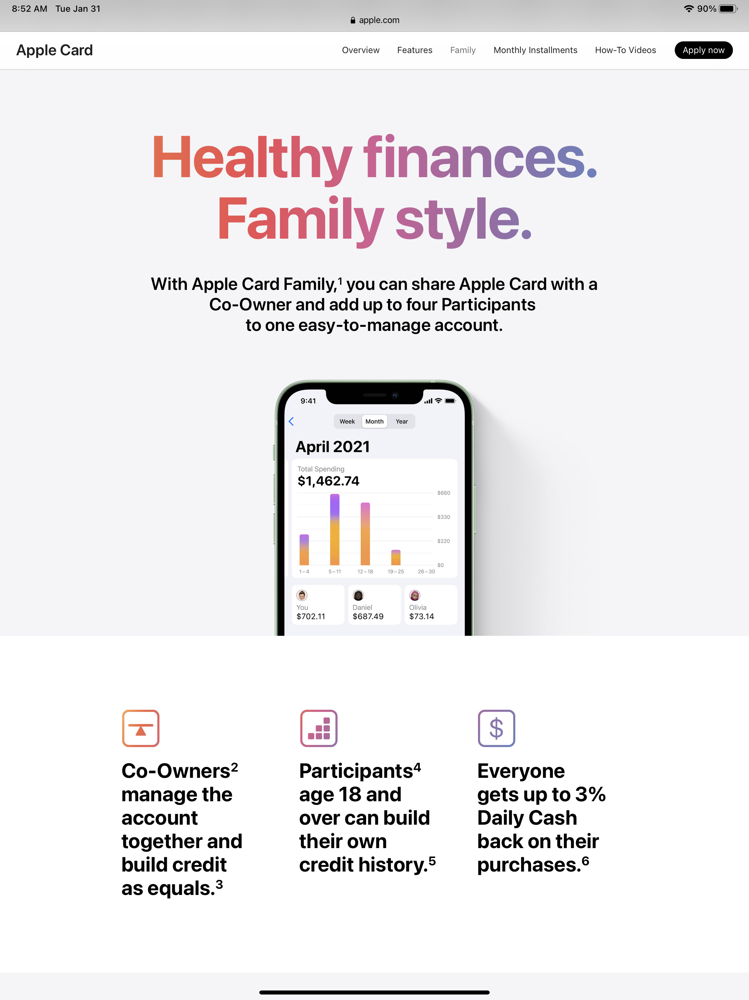 8:52 AM Tue Jan 31
90%
apple.com
Apple Card
Overview Features Family Monthly Installments How-To Videos Apply now
Healthy finances.
Family style.
With Apple Card Family,¹ you can share Apple Card with a
Co-Owner and add up to four Participants
to one easy-to-manage account.
9:41
Week Month Year
April 2021
Total Spending
$1,462.74
$660
$330
$220
$0
1–4 5–11 12–18 19–25 26–30
You
$702.11
Daniel
$687.49
Olivia
$73.14
$
Co-Owners²
manage the
account
together and
build credit
as equals.³
Participants⁴
age 18 and
over can build
their own
credit history.⁵
Everyone
gets up to 3%
Daily Cash
back on their
purchases.⁶